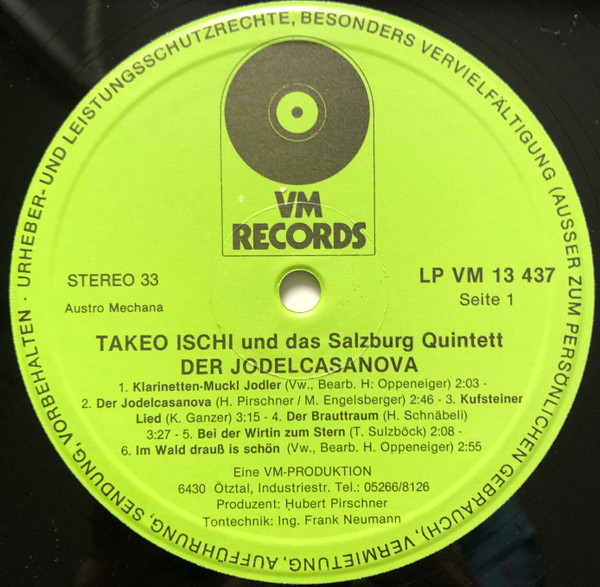 URHEBER- UND LEISTUNGSSCHUTZRECHTE, BESONDERS VERVIELFÄLTIGUNG (AUSSER ZUM PERSÖNLICHEN GEBRAUCH), VERMIETUNG, AUFFÜHRUNG, SENDUNG, VORBEHALTEN ·
VM
RECORDS
STEREO 33
LP VM 13 437
Austro Mechana
Seite 1
TAKEO ISCHI und das Salzburg Quintett
DER JODELCASANOVA
1. Klarinetten-Muckl Jodler (Vw., Bearb. H. Oppeneiger) 2:03 -
2. Der Jodelcasanova (H. Pirschner / M. Engelsberger) 2:46 - 3. Kufsteiner
Lied (K. Ganzer) 3:15 - 4. Der Brauttraum (H. Schnäbeli)
3:27 - 5. Bei der Wirtin zum Stern (T. Sulzböck) 2:08 -
6. Im Wald drauß is schön (Vw., Bearb. H. Oppeneiger) 2:55
Eine VM-PRODUKTION
6430 Ötztal, Industriestr. Tel.: 05266/8126
Produzent: Hubert Pirschner
Tontechnik: Ing. Frank Neumann